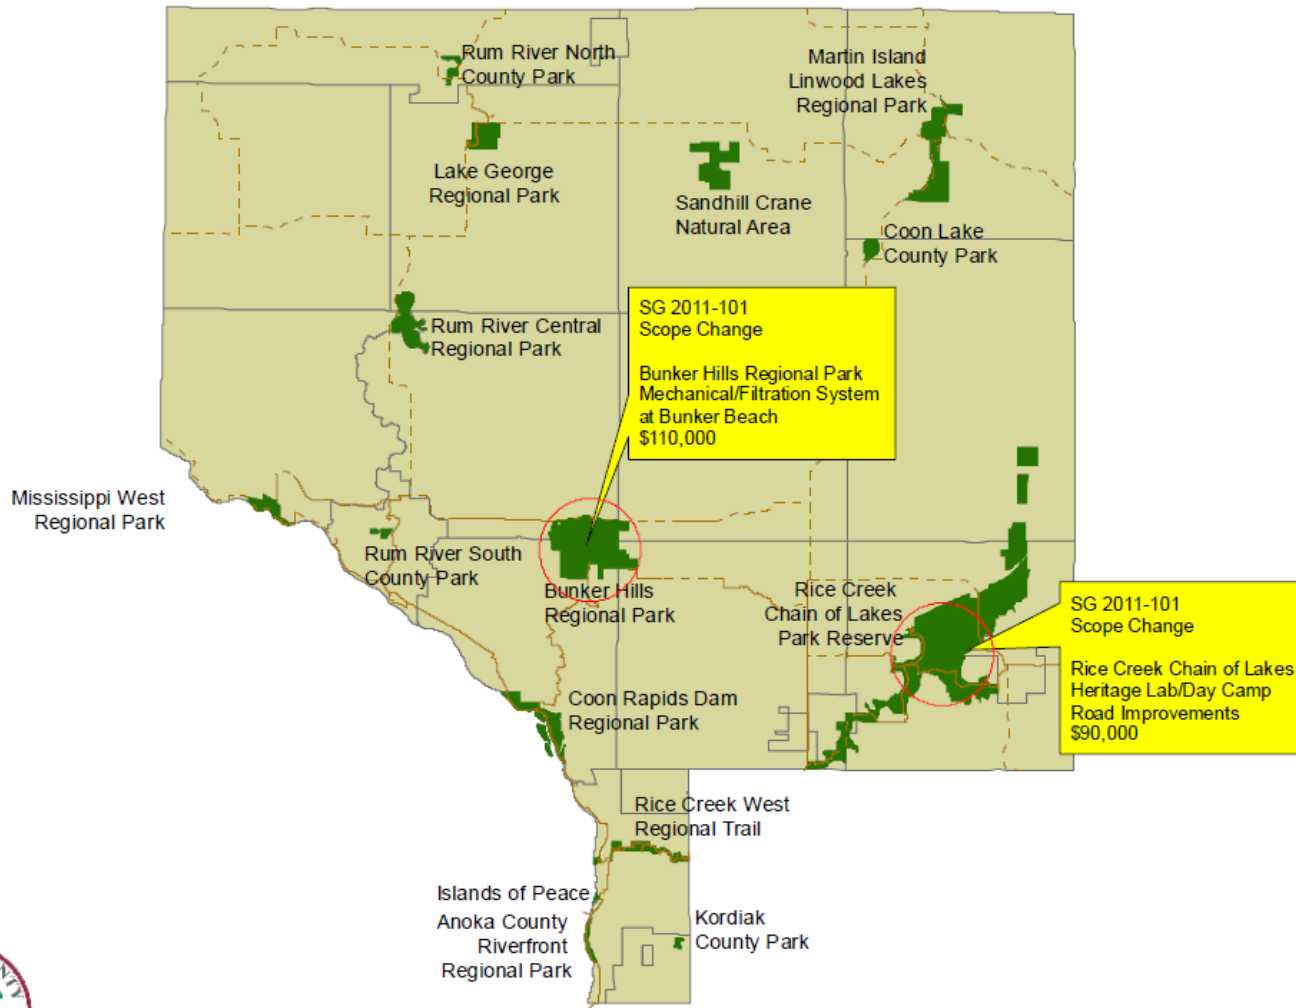 Rum River North
County Park
Martin Island
Linwood Lakes
Regional Park
Lake George
Regional Park
Sandhill Crane
Natural Area
Coon Lake
County Park
SG 2011-101
Scope Change
Bunker Hills Regional Park
Mechanical/Filtration System
at Bunker Beach
$110,000
Rum River Central
Regional Park
Mississippi West
Regional Park
Rum River South
County Park
Bunker Hills
Regional Park
Rice Creek
Chain of Lakes
Park Reserve
SG 2011-101
Scope Change
Rice Creek Chain of Lakes
Heritage Lab/Day Camp
Road Improvements
$90,000
Coon Rapids Dam
Regional Park
Rice Creek West
Regional Trail
Islands of Peace
Anoka County
Riverfront
Regional Park
Kordiak
County Park